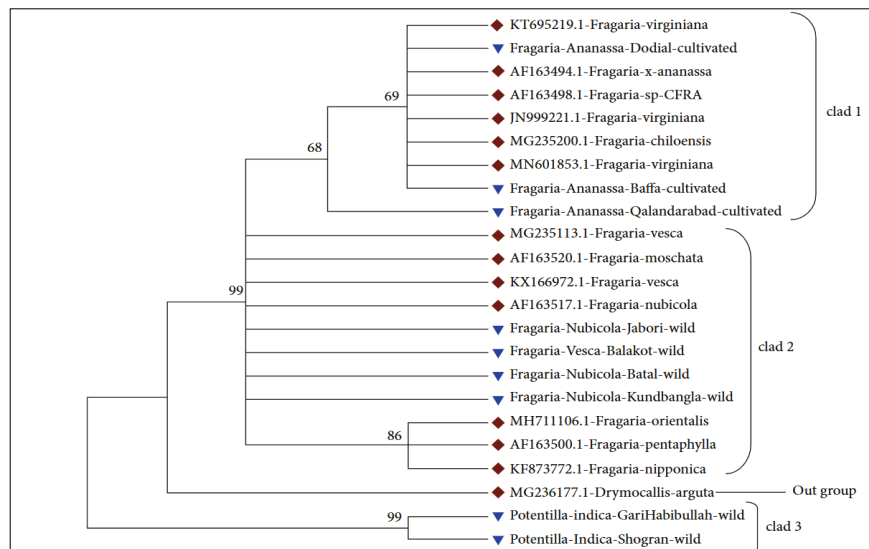 KT695219.1-Fragaria-virginiana
Fragaria-Ananassa-Dodial-cultivated
AF163494.1-Fragaria-x-ananassa
69
AF163498.1-Fragaria-sp-CFRA
clad 1
JN999221.1-Fragaria-virginiana
MG235200.1-Fragaria-chiloensis
68
MN601853.1-Fragaria-virginiana
Fragaria-Ananassa-Baffa-cultivated
Fragaria-Ananassa-Qalandarabad-cultivated
MG235113.1-Fragaria-vesca
AF163520.1-Fragaria-moschata
KX166972.1-Fragaria-vesca
99
AF163517.1-Fragaria-nubicola
Fragaria-Nubicola-Jabori-wild
clad 2
Fragaria-Vesca-Balakot-wild
Fragaria-Nubicola-Batal-wild
Fragaria-Nubicola-Kundbangla-wild
MH711106.1-Fragaria-orientalis
86
AF163500.1-Fragaria-pentaphylla
KF873772.1-Fragaria-nipponica
MG236177.1-Drymocallis-arguta
Out group
99
Potentilla-indica-GariHabibullah-wild
clad 3
Potentilla-Indica-Shogran-wild